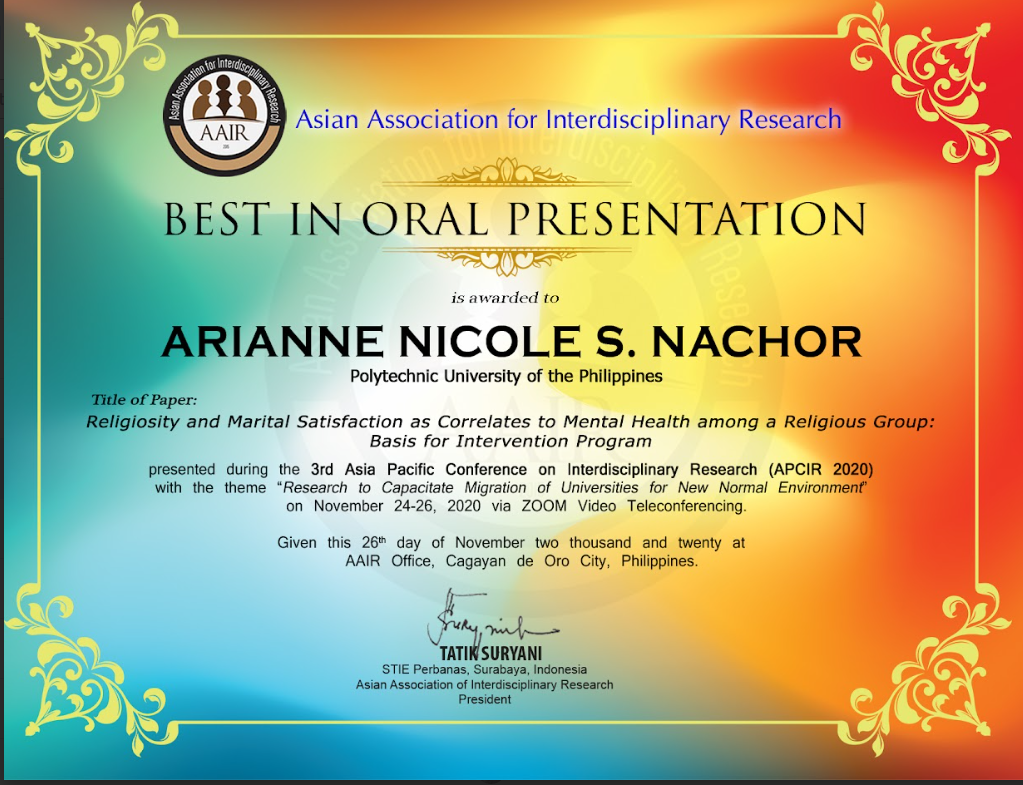 Asian Association for Interdisciplinary Research
AAIR
Asian Association for Interdisciplinary Research
BEST IN ORAL PRESENTATION
is awarded to
ARIANNE NICOLE S. NACHOR
Polytechnic University of the Philippines
Title of Paper:
Religiosity and Marital Satisfaction as Correlates to Mental Health among a Religious Group:
Basis for Intervention Program
presented during the 3rd Asia Pacific Conference on Interdisciplinary Research (APCIR 2020)
with the theme “Research to Capacitate Migration of Universities for New Normal Environment”
on November 24-26, 2020 via ZOOM Video Teleconferencing.
Given this 26th day of November two thousand and twenty at
AAIR Office, Cagayan de Oro City, Philippines.
TATIK SURYANI
STIE Perbanas, Surabaya, Indonesia
Asian Association of Interdisciplinary Research
President